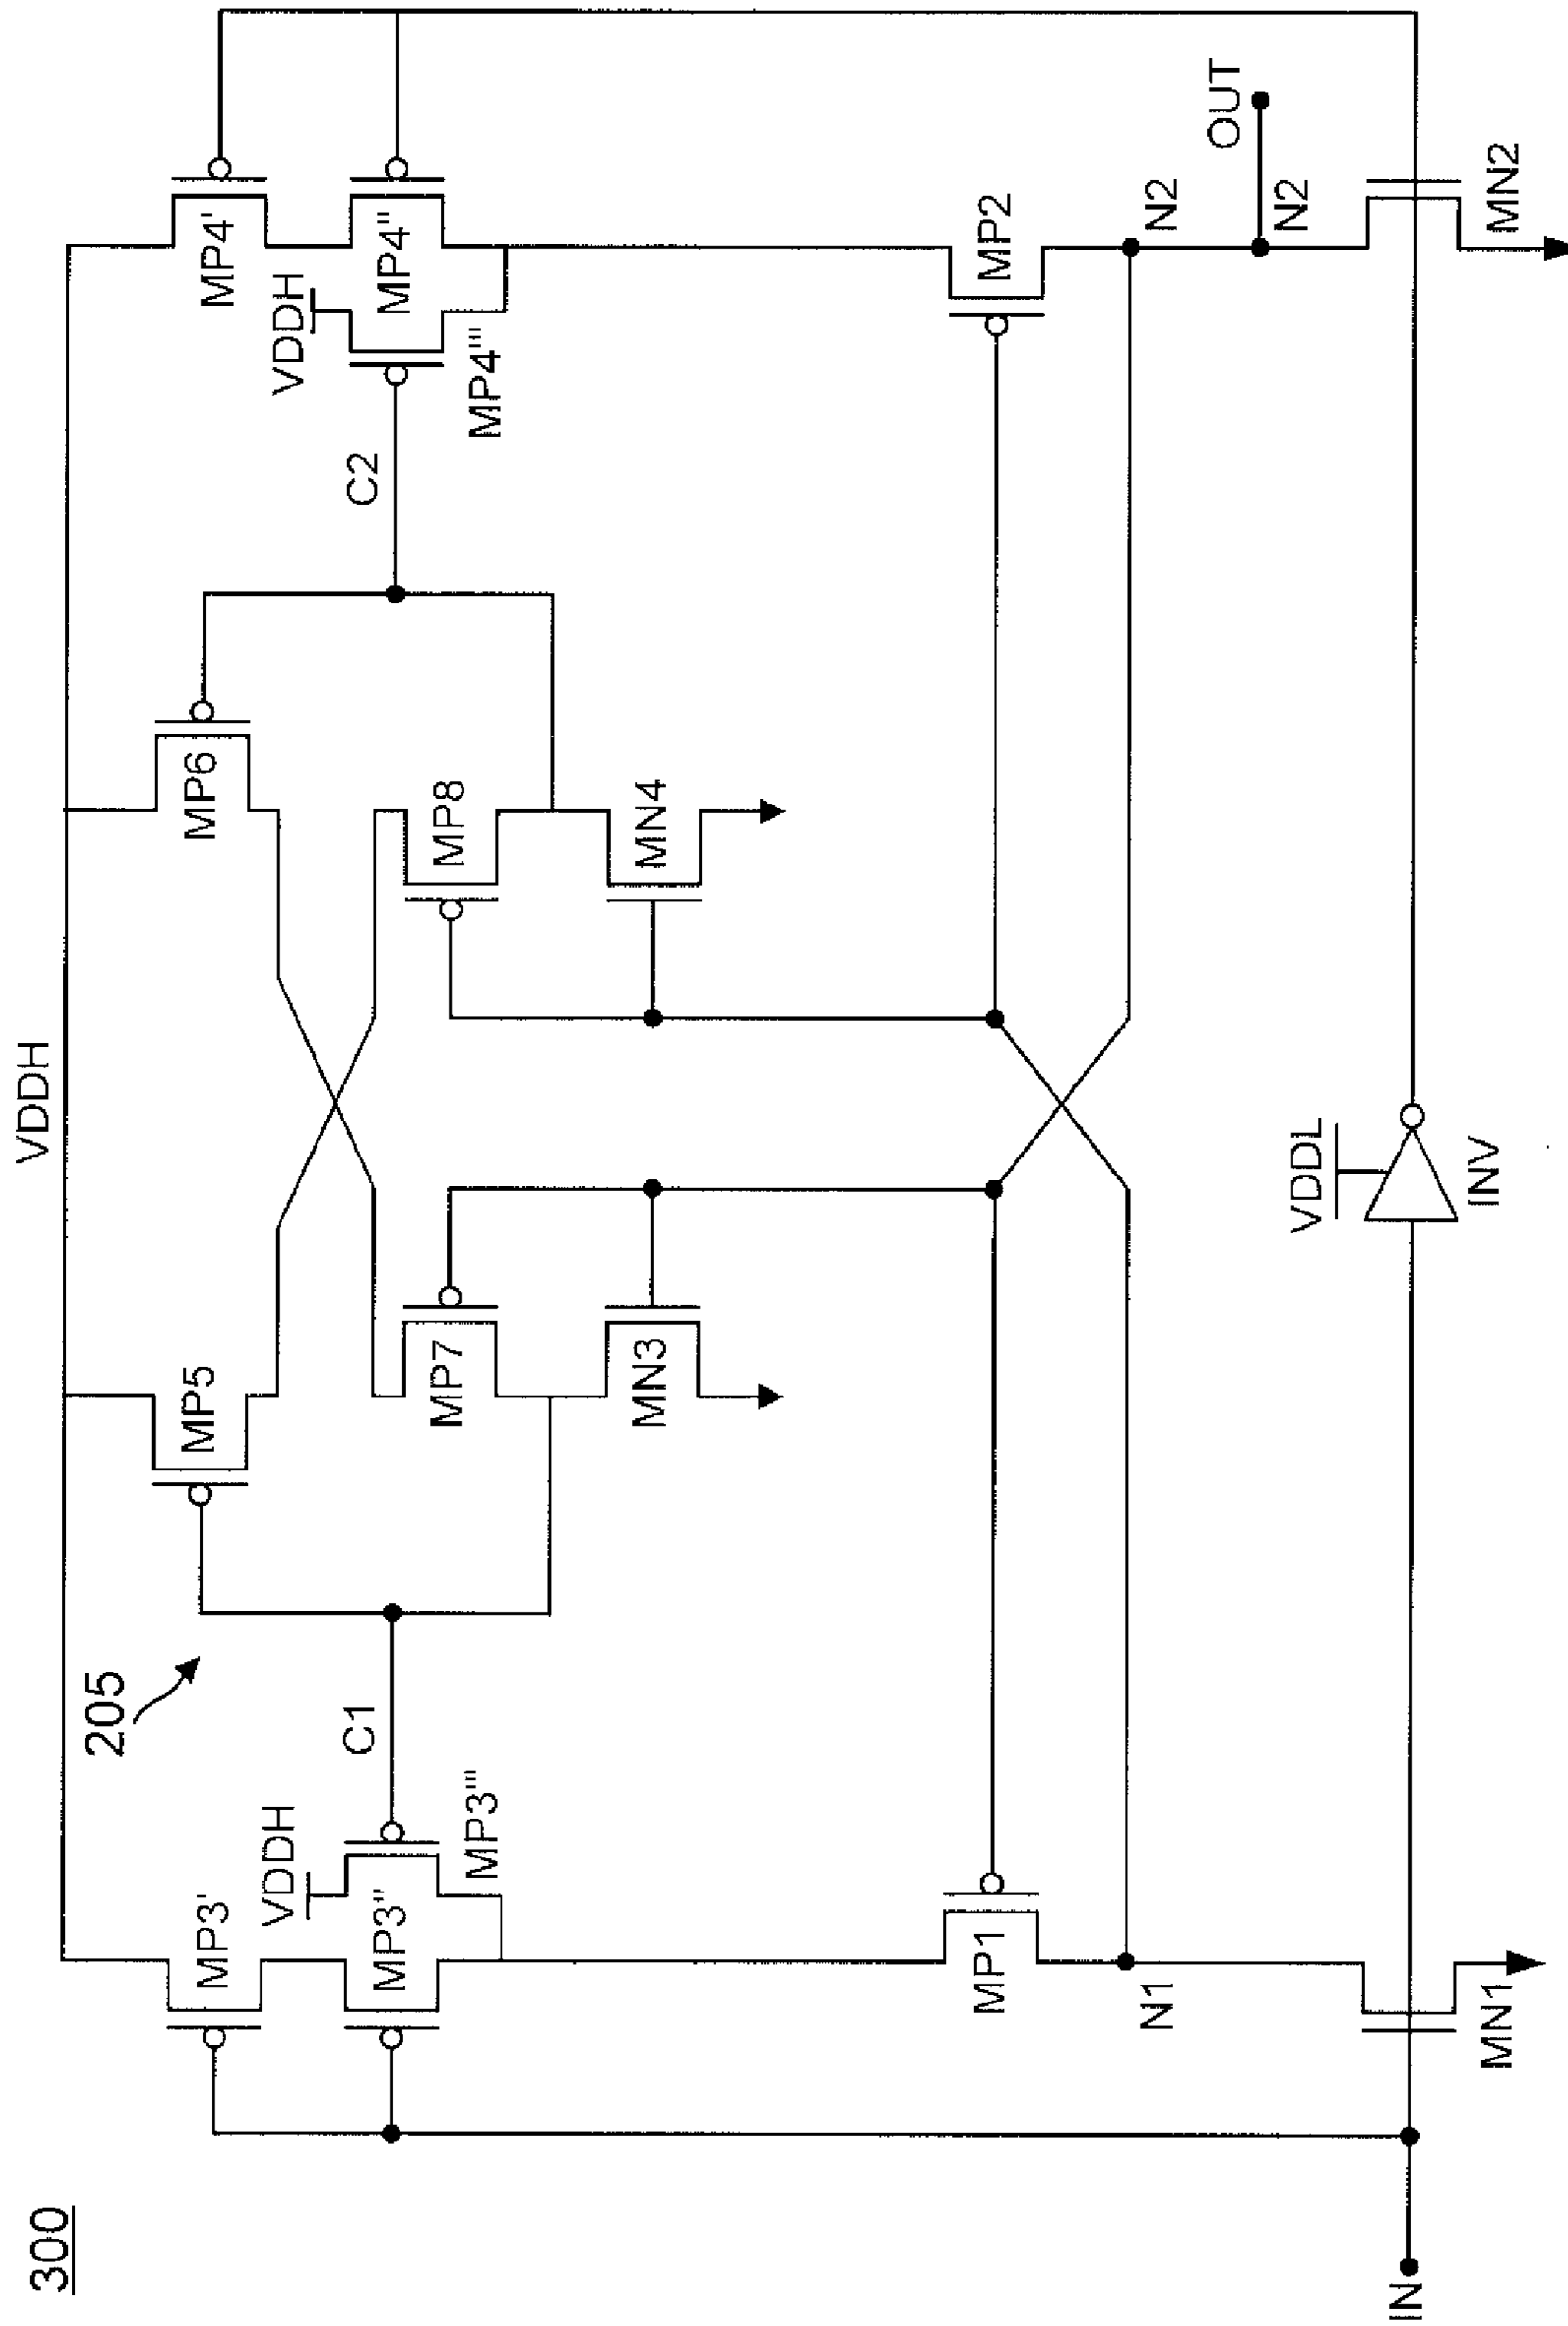 300
205
VDDH
MP3'
MP5
MP6
MP4'
VDDH
MP3"
MP3'''
C1
MP7
MP8
C2
VDDH
MP4"
MP4'''
MN3
MN4
MP1
MP2
N1
N2
N2
OUT
VDDL
INV
IN
MN1
MN2